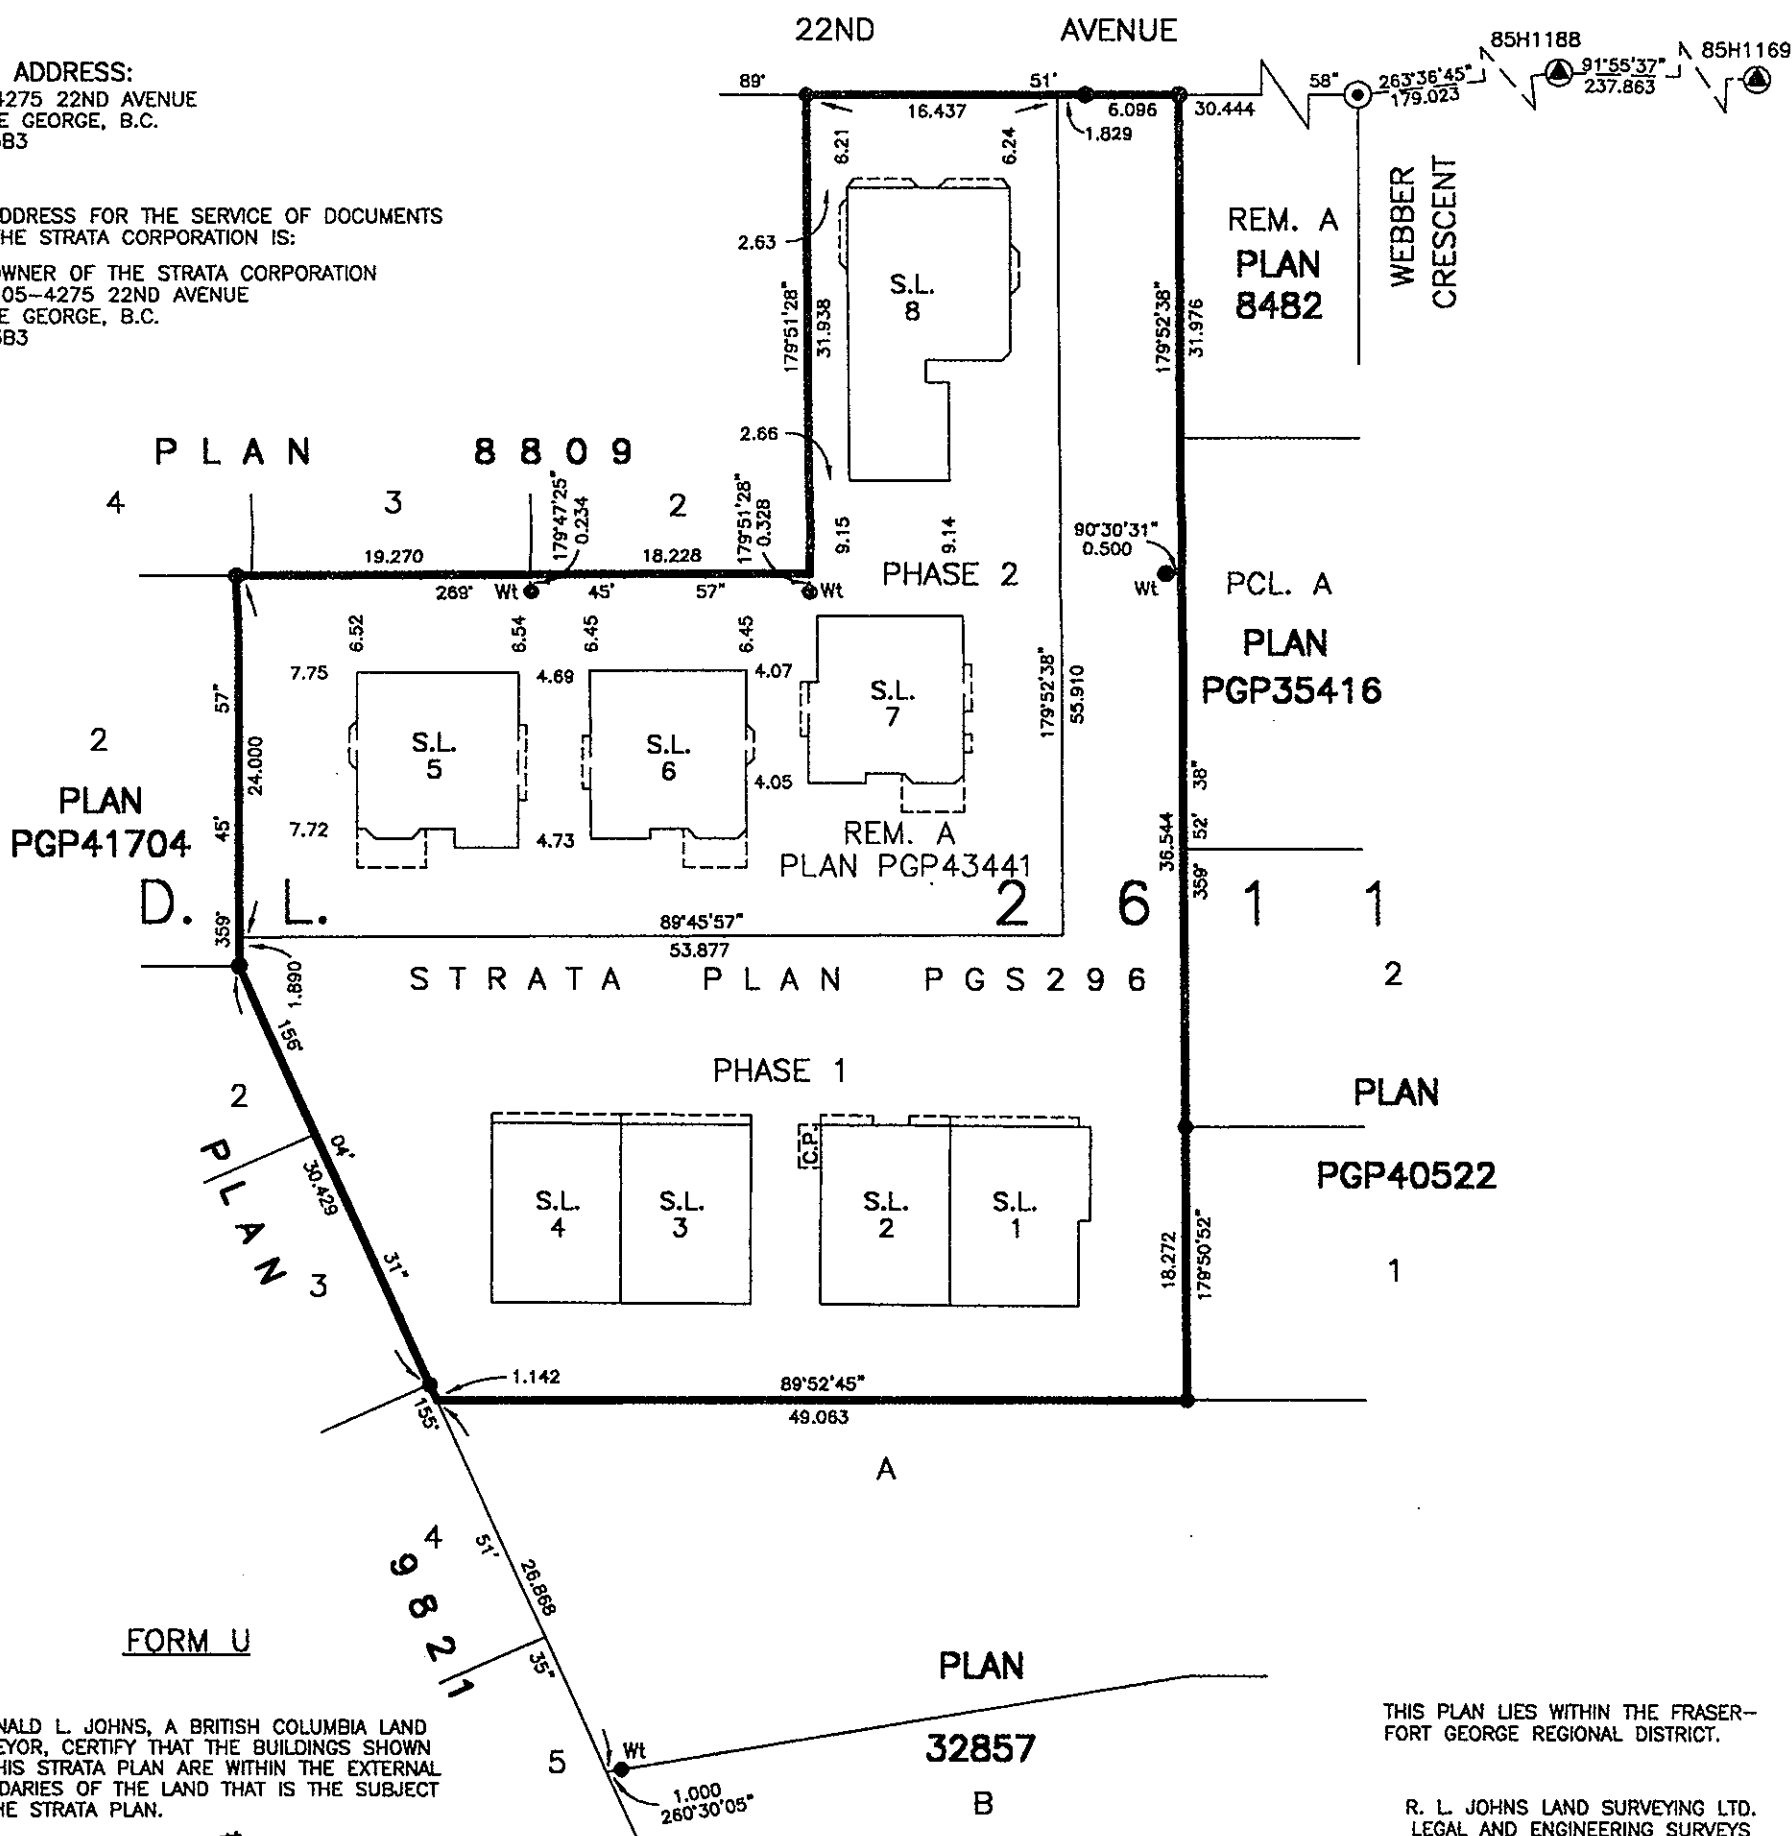 22ND AVENUE
ADDRESS:
4275 22ND AVENUE
E GEORGE, B.C.
5B3
DDRESS FOR THE SERVICE OF DOCUMENTS
HE STRATA CORPORATION IS:
OWNER OF THE STRATA CORPORATION
05-4275 22ND AVENUE
E GEORGE, B.C.
5B3
89°
51'
58"
16.437
6.096
1.829
30.444
263°36'45"
179.023
85H1188
91°55'37"
237.863
85H1169
WEBBER
CRESCENT
REM. A
PLAN
8482
6.21
6.24
2.63
S.L.
8
179°51'28"
31.938
179°52'38"
31.976
2.66
PLAN 8809
4
3
2
179°47'25"
0.234
179°51'28"
0.328
9.15
9.14
19.270
18.228
269°
Wt
45'
57"
Wt
PHASE 2
90°30'31"
0.500
Wt
PCL. A
PLAN
PGP35416
6.52
6.54
6.45
6.45
7.75
4.69
4.07
S.L.
5
S.L.
6
S.L.
7
179°52'38"
55.910
57"
24.000
45'
359°
2
PLAN
PGP41704
7.72
4.73
4.05
REM. A
PLAN PGP43441
38"
36.544
52'
359°
D. L. 2 6 1 1
89°45'57"
53.877
1.890
STRATA PLAN PGS296
2
156°
PHASE 1
PLAN
PGP40522
2
PLAN
04'
30.429
31"
3
C.P.
S.L.
4
S.L.
3
S.L.
2
S.L.
1
18.272
179°50'52"
1
1.142
89°52'45"
49.063
155°
A
4
51'
26.868
9821
35"
FORM U
PLAN
32857
5
Wt
1.000
260°30'05"
B
NALD L. JOHNS, A BRITISH COLUMBIA LAND
EYOR, CERTIFY THAT THE BUILDINGS SHOWN
HIS STRATA PLAN ARE WITHIN THE EXTERNAL
DARIES OF THE LAND THAT IS THE SUBJECT
HE STRATA PLAN.
THIS PLAN LIES WITHIN THE FRASER-
FORT GEORGE REGIONAL DISTRICT.
R. L. JOHNS LAND SURVEYING LTD.
LEGAL AND ENGINEERING SURVEYS